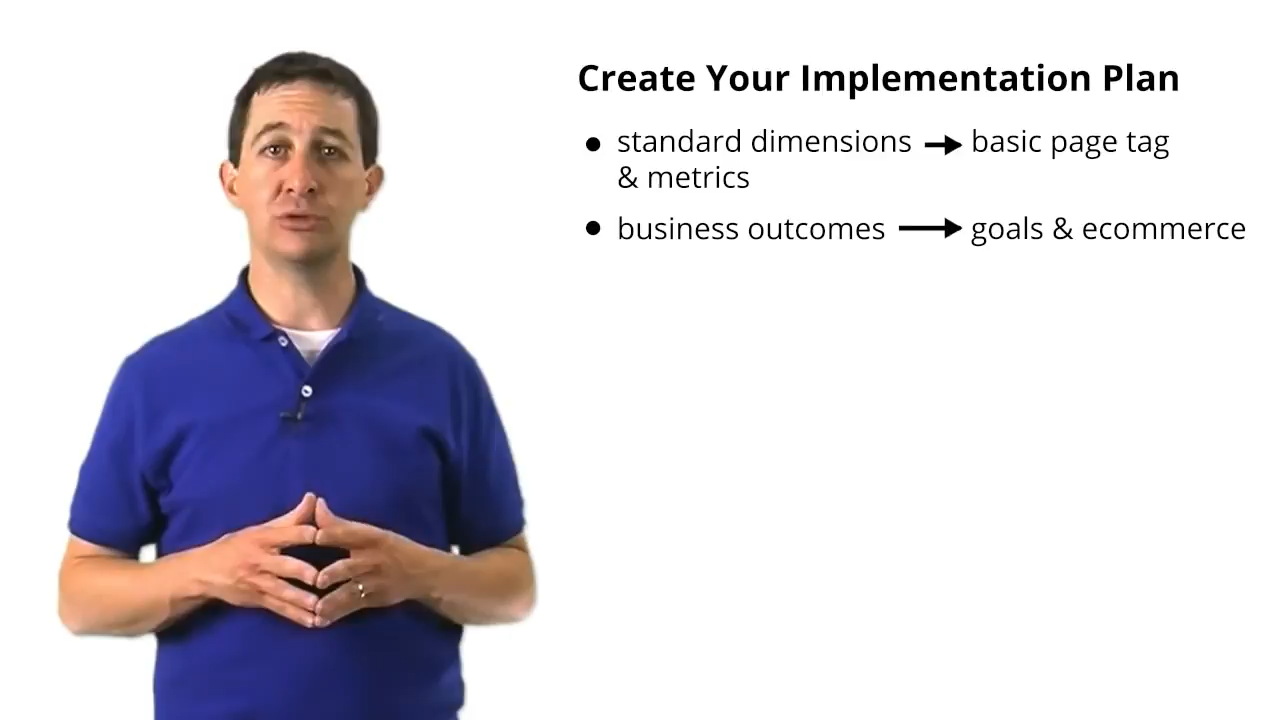 Create Your Implementation Plan
• standard dimensions → basic page tag
& metrics
• business outcomes → goals & ecommerce